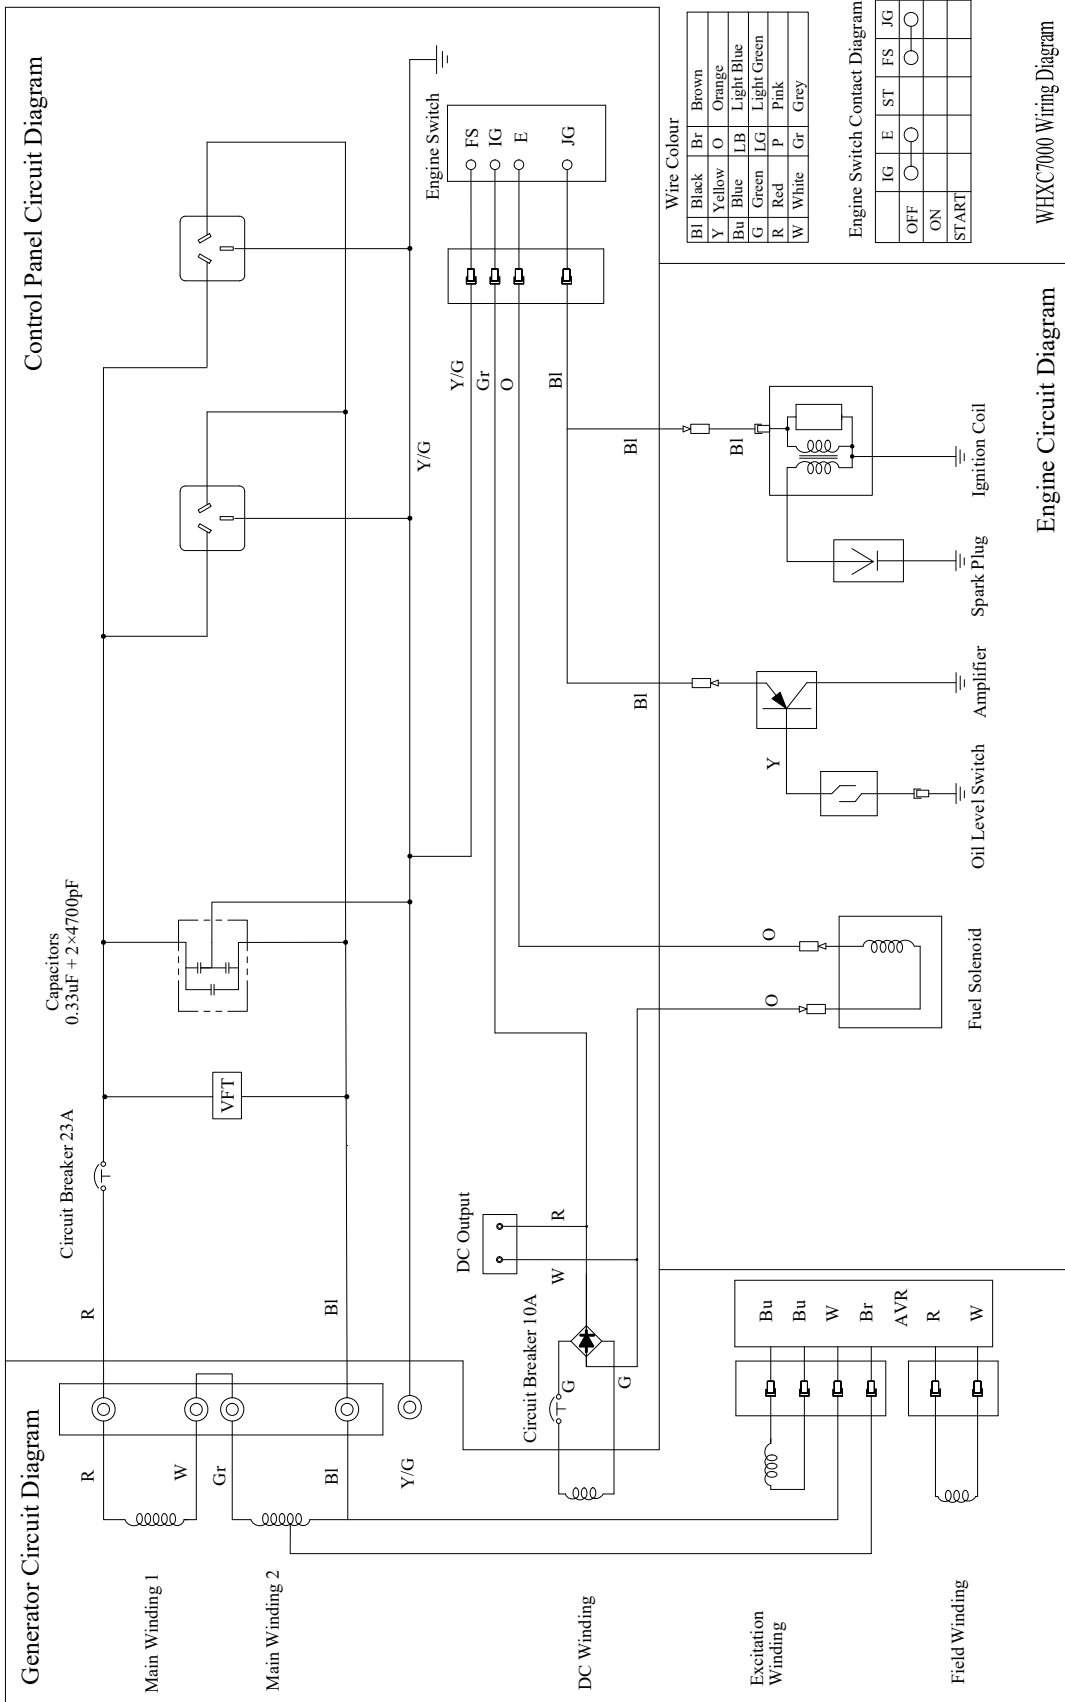 Control Panel Circuit Diagram
Capacitors
0.33uF + 2×4700pF
Circuit Breaker 23A
VFT
R
Bl
Y/G
Engine Switch
FS
IG
E
JG
Y/G
Gr
O
Bl
DC Output
R
W
Circuit Breaker 10A
G
G
Generator Circuit Diagram
R
W
Gr
Bl
Y/G
Main Winding 1
Main Winding 2
DC Winding
Excitation
Winding
Field Winding
Bu
Bu
W
Br
AVR
R
W
Bl
Bl
Bl
Y
O
O
Fuel Solenoid
Oil Level Switch
Amplifier
Spark Plug
Ignition Coil
Engine Circuit Diagram
Wire Colour
Bl Black Br Brown
Y Yellow O Orange
Bu Blue LB Light Blue
G Green LG Light Green
R Red P Pink
W White Gr Grey
Engine Switch Contact Diagram
IG E ST FS JG
OFF
ON
START
WHXC7000 Wiring Diagram